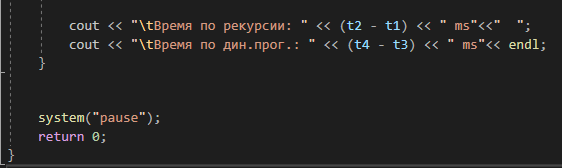 cout << "\tВремя по рекурсии: " << (t2 - t1) << " ms"<<"  ";
cout << "\tВремя по дин.прог.: " << (t4 - t3) << " ms"<< endl;
}
system("pause");
return 0;
}